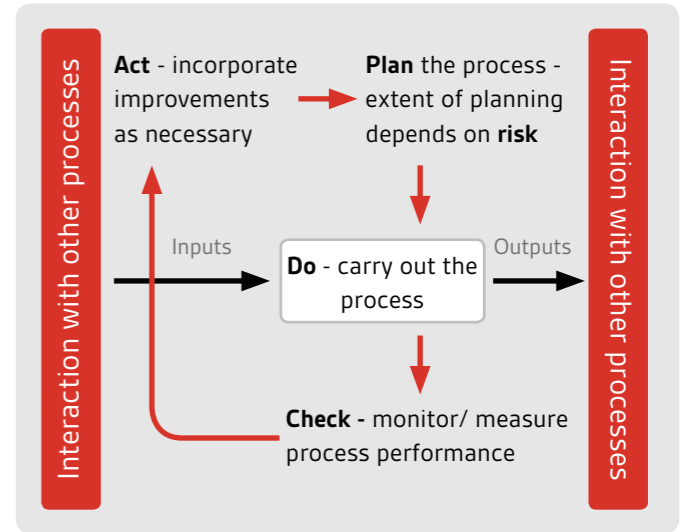 Interaction with other processes
Act - incorporate
improvements
as necessary
Plan the process -
extent of planning
depends on risk
Inputs
Do - carry out the
process
Outputs
Check - monitor/ measure
process performance
Interaction with other processes